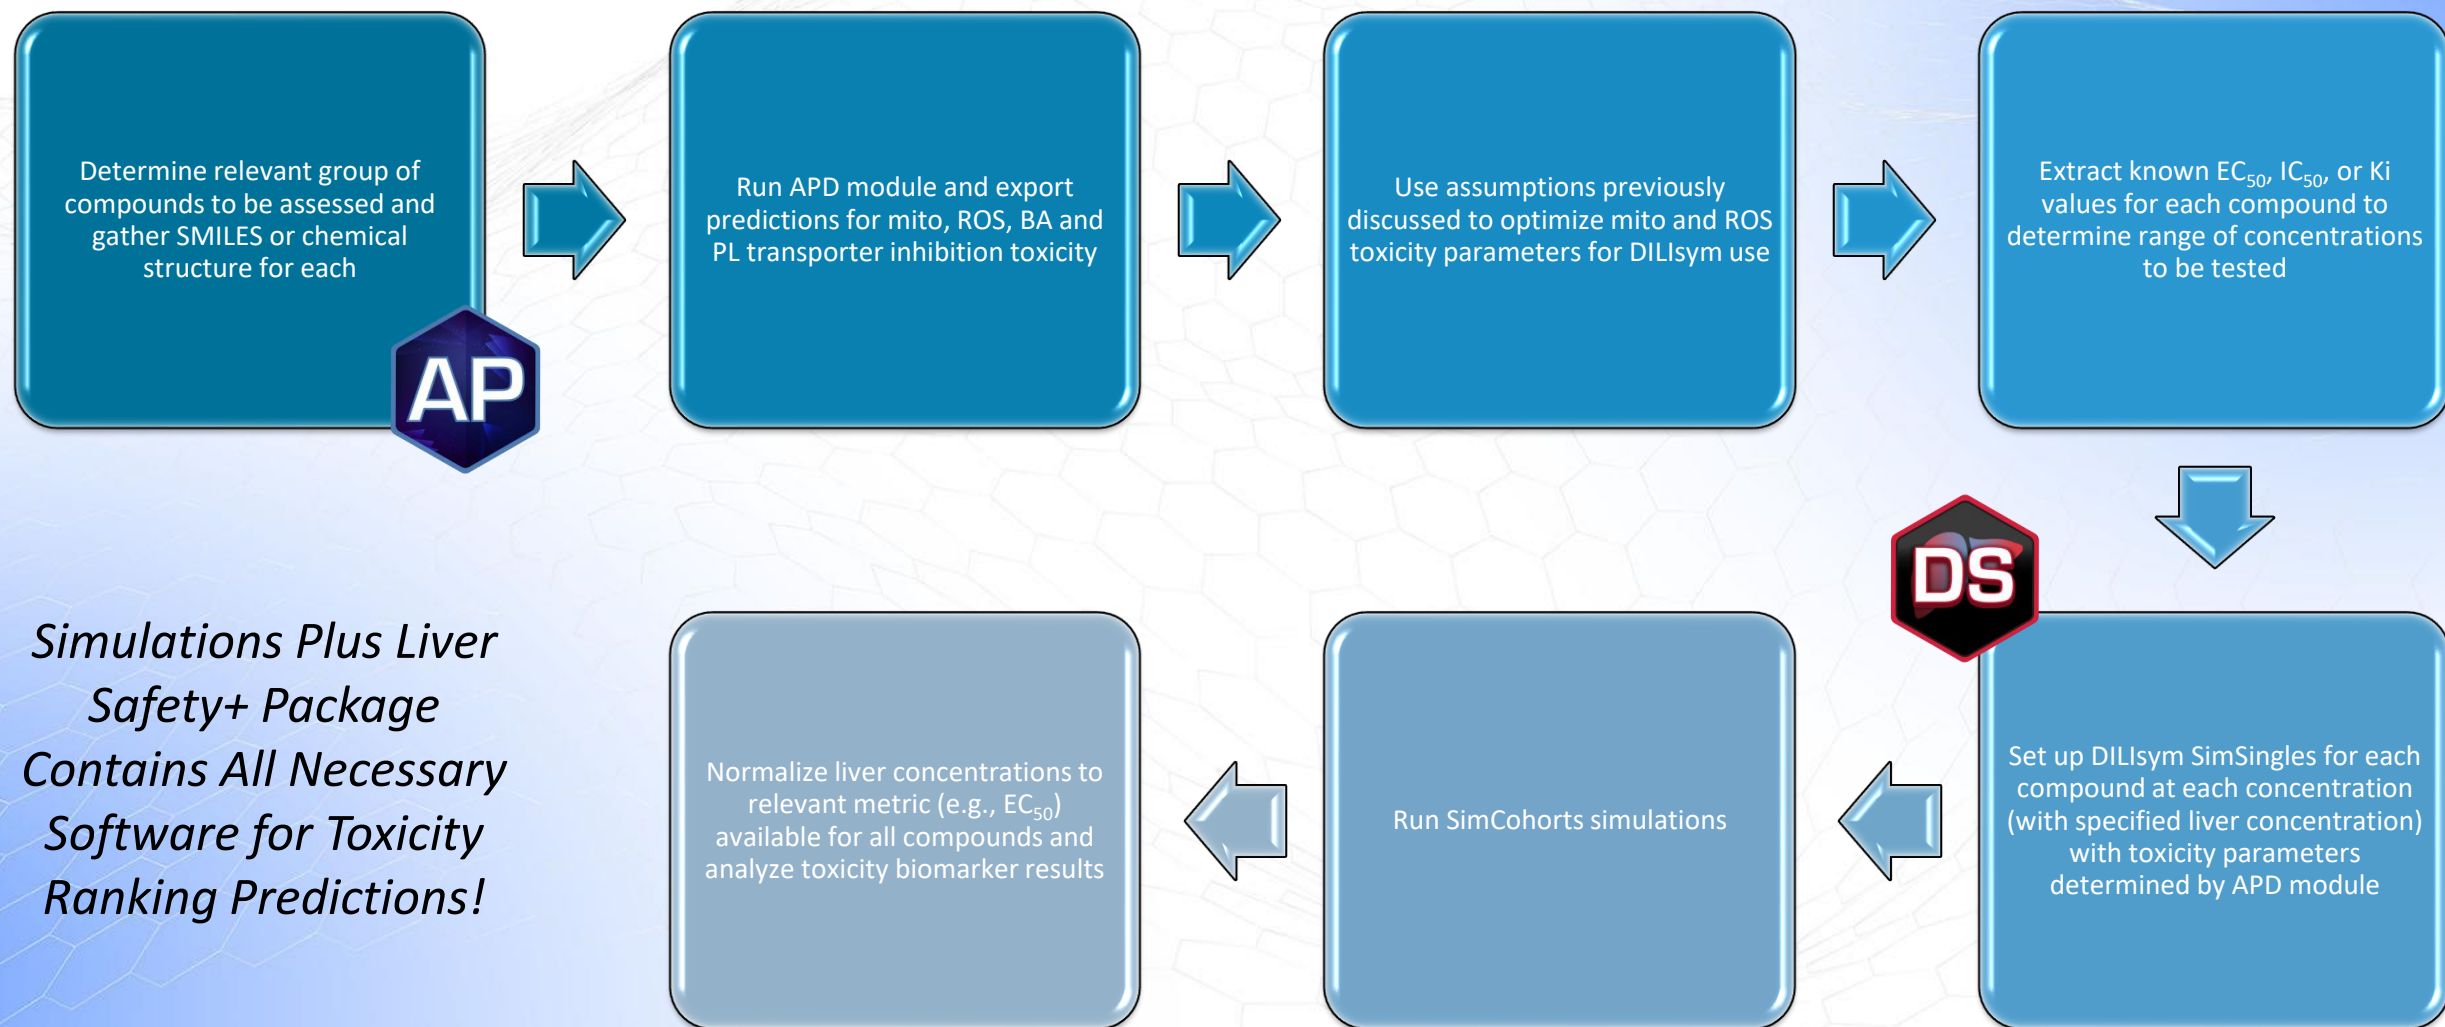 Determine relevant group of
compounds to be assessed and
gather SMILES or chemical
structure for each
AP
Run APD module and export
predictions for mito, ROS, BA and
PL transporter inhibition toxicity
Use assumptions previously
discussed to optimize mito and ROS
toxicity parameters for DILIsym use
Extract known EC₅₀, IC₅₀, or Ki
values for each compound to
determine range of concentrations
to be tested
DS
Set up DILIsym SimSingles for each
compound at each concentration
(with specified liver concentration)
with toxicity parameters
determined by APD module
Run SimCohorts simulations
Normalize liver concentrations to
relevant metric (e.g., EC₅₀)
available for all compounds and
analyze toxicity biomarker results
Simulations Plus Liver
Safety+ Package
Contains All Necessary
Software for Toxicity
Ranking Predictions!